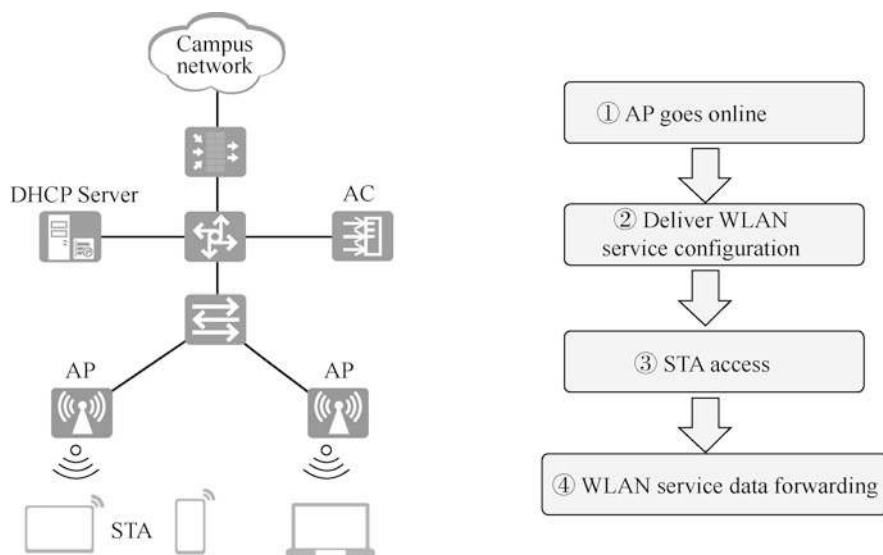 Campus
network
DHCP Server
AC
AP
AP
STA
① AP goes online
② Deliver WLAN
service configuration
③ STA access
④ WLAN service data forwarding